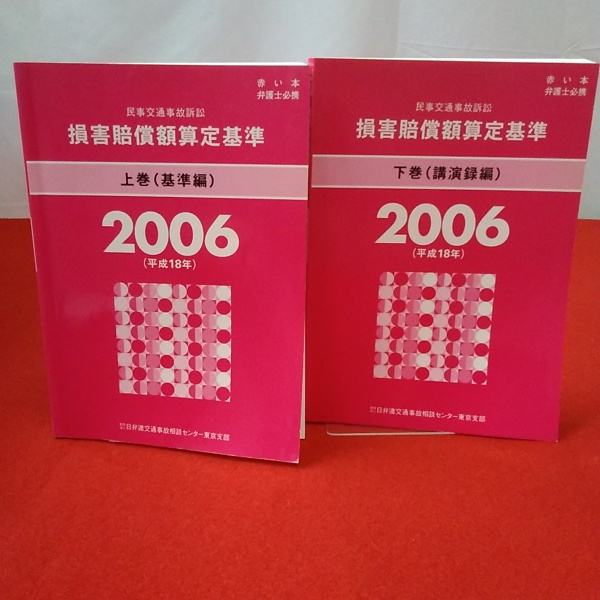 赤い本
弁護士必携
民事交通事故訴訟
損害賠償額算定基準
上巻(基準編)
2006
(平成18年)
日弁連交通事故相談センター東京支部
赤い本
弁護士必携
民事交通事故訴訟
損害賠償額算定基準
下巻(講演録編)
2006
(平成18年)
日弁連交通事故相談センター東京支部